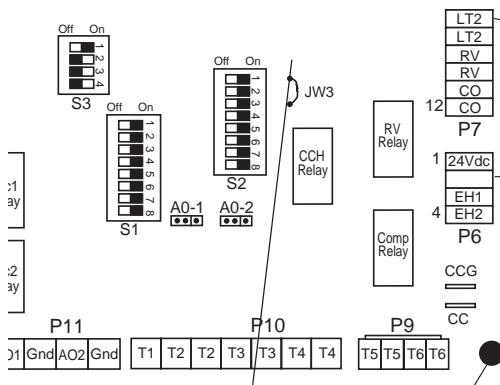 Off On
1
2
3
4
S3
Off On
1
2
3
4
5
6
7
8
S1
Off On
1
2
3
4
5
6
7
8
S2
JW3
CCH
Relay
A0-1
A0-2
RV
Relay
Comp
Relay
LT2
LT2
RV
RV
CO
12 CO
P7
1 24Vdc
EH1
4 EH2
P6
CCG
CC
P11
Gnd AO2 Gnd
P10
T1 T2 T2 T3 T3 T4 T4
P9
T5 T5 T6 T6